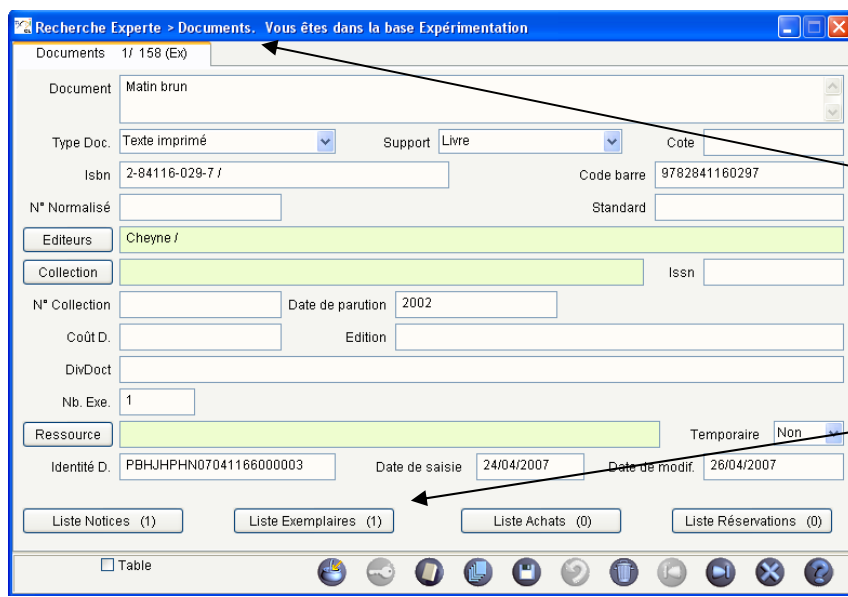 Recherche Experte > Documents. Vous êtes dans la base Expérimentation
Documents 1/ 158 (Ex)
Document Matin brun
Type Doc. Texte imprimé Support Livre Cote
Isbn 2-84116-029-7 / Code barre 9782841160297
N° Normalisé Standard
Editeurs Cheyne /
Collection Issn
N° Collection Date de parution 2002
Coût D. Edition
DivDoct
Nb. Exe. 1
Ressource Temporaire Non
Identité D. PBHJHPHN07041166000003 Date de saisie 24/04/2007 Date de modif. 26/04/2007
Liste Notices (1) Liste Exemplaires (1) Liste Achats (0) Liste Réservations (0)
Table